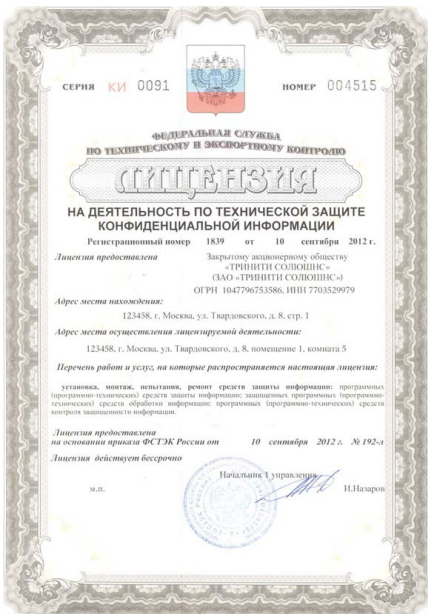 СЕРИЯ КИ 0091 НОМЕР 004515
ФЕДЕРАЛЬНАЯ СЛУЖБА
ПО ТЕХНИЧЕСКОМУ И ЭКСПОРТНОМУ КОНТРОЛЮ
ЛИЦЕНЗИЯ
НА ДЕЯТЕЛЬНОСТЬ ПО ТЕХНИЧЕСКОЙ ЗАЩИТЕ
КОНФИДЕНЦИАЛЬНОЙ ИНФОРМАЦИИ
Регистрационный номер 1839 от 10 сентября 2012 г.
Лицензия предоставлена Закрытому акционерному обществу
«ТРИНИТИ СОЛЮШНС»
(ЗАО «ТРИНИТИ СОЛЮШНС»)
ОГРН 1047796753586, ИНН 7703529979
Адрес места нахождения:
123458, г. Москва, ул. Твардовского, д. 8, стр. 1
Адрес места осуществления лицензируемой деятельности:
123458, г. Москва, ул. Твардовского, д. 8, помещение 1, комната 5
Перечень работ и услуг, на которые распространяется настоящая лицензия:
установка, монтаж, испытания, ремонт средств защиты информации: программных
(программно-технических) средств защиты информации; защищенных программных (программно-
технических) средств обработки информации; программных (программно-технических) средств
контроля защищенности информации.
Лицензия предоставлена
на основании приказа ФСТЭК России от 10 сентября 2012 г. № 192-л
Лицензия действует бессрочно
Начальник 1 управления
м.п. И.Назаров